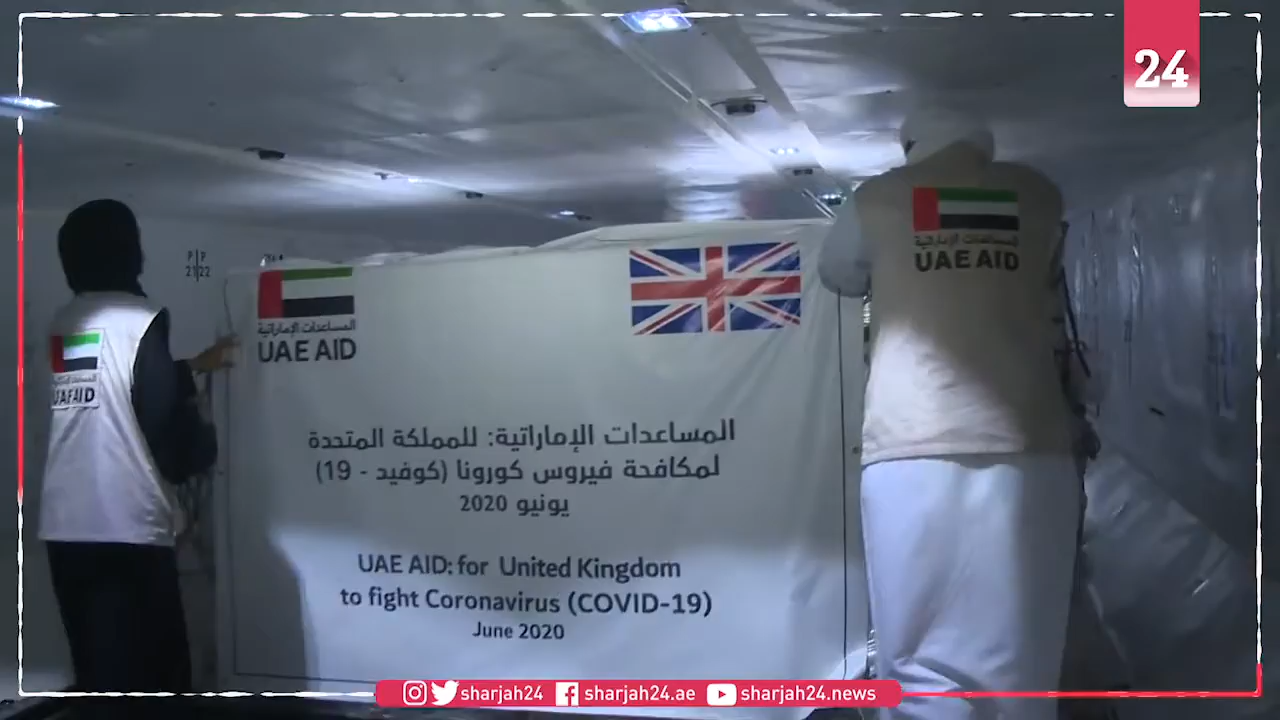 24
P P
21 22
المساعدات الإماراتية
UAE AID
المساعدات الإماراتية
UAE AID
المساعدات الإماراتية
UAE AID
المساعدات الإماراتية: للمملكة المتحدة
لمكافحة فيروس كورونا (كوفيد - 19)
يونيو 2020
UAE AID: for United Kingdom
to fight Coronavirus (COVID-19)
June 2020
sharjah24 sharjah24.ae sharjah24.news